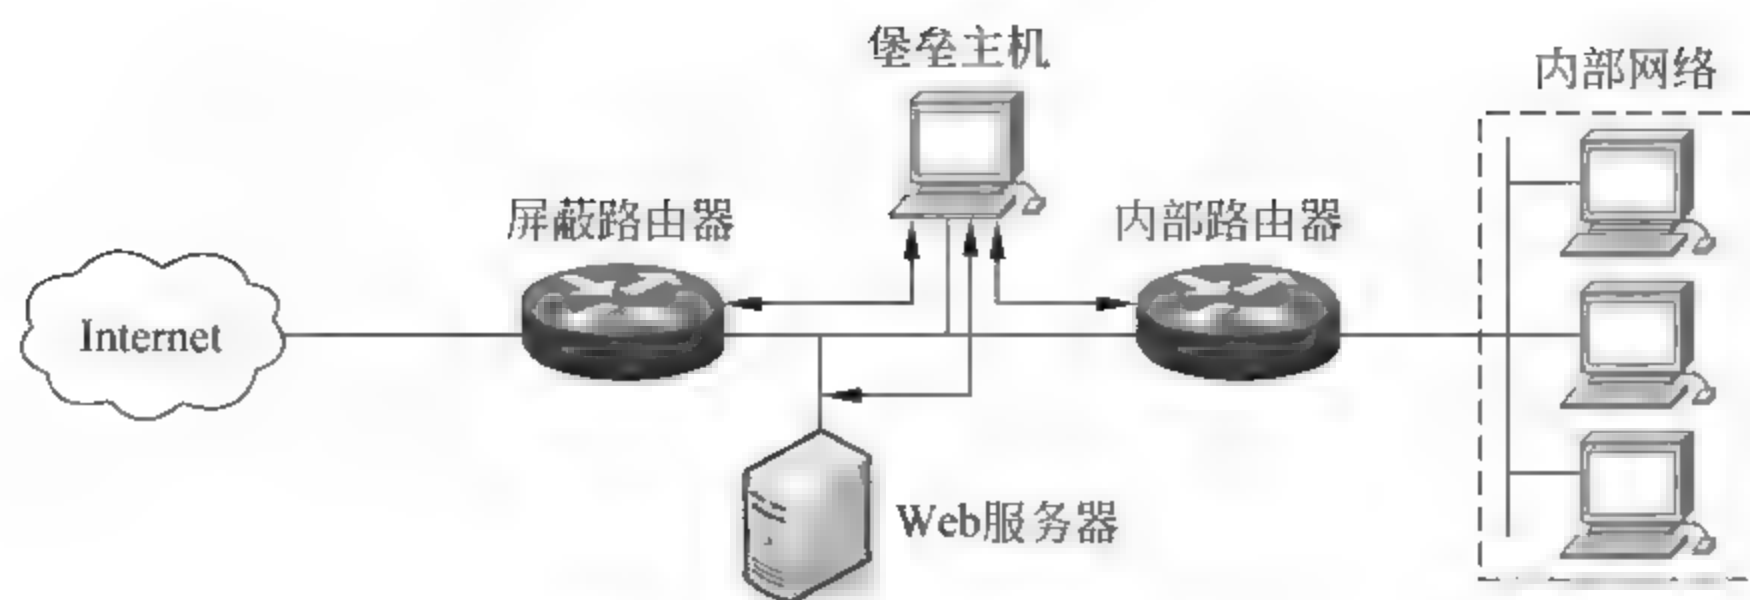 堡垒主机
内部网络
屏蔽路由器
内部路由器
Internet
Web服务器